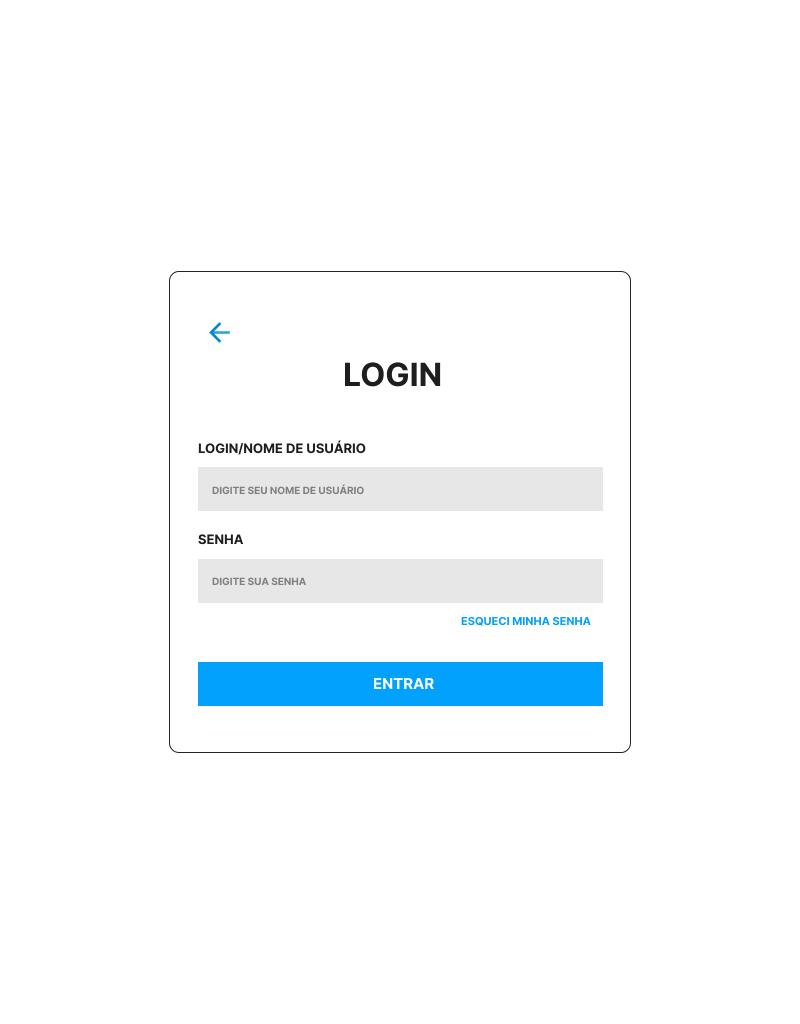 LOGIN
LOGIN/NOME DE USUÁRIO
DIGITE SEU NOME DE USUÁRIO
SENHA
DIGITE SUA SENHA
ESQUECI MINHA SENHA
ENTRAR